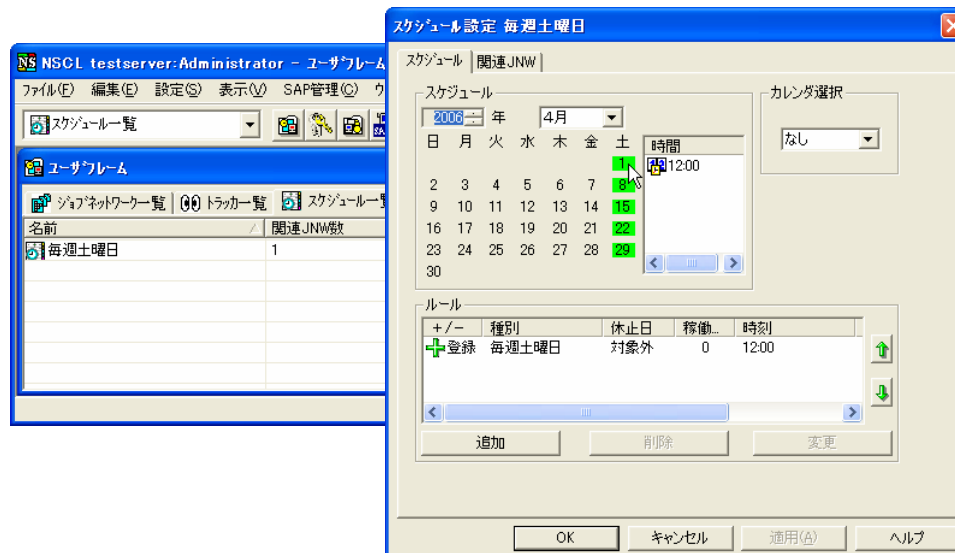 スケジュール設定 毎週土曜日
NSCL testserver:Administrator - ユーザフレーム
ファイル(F) 編集(E) 設定(S) 表示(V) SAP管理(C) ウ
スケジュール一覧
ユーザフレーム
ジョブネットワーク一覧 トラッカー一覧 スケジュール一覧
名前 関連JNW数
毎週土曜日 1
スケジュール 関連JNW
スケジュール
2006 年 4月
日 月 火 水 木 金 土
1
2 3 4 5 6 7 8
9 10 11 12 13 14 15
16 17 18 19 20 21 22
23 24 25 26 27 28 29
30
時間
12:00
カレンダ選択
なし
ルール
+/- 種別 休止日 稼働... 時刻
登録 毎週土曜日 対象外 0 12:00
追加 削除 変更
OK キャンセル 適用(A) ヘルプ